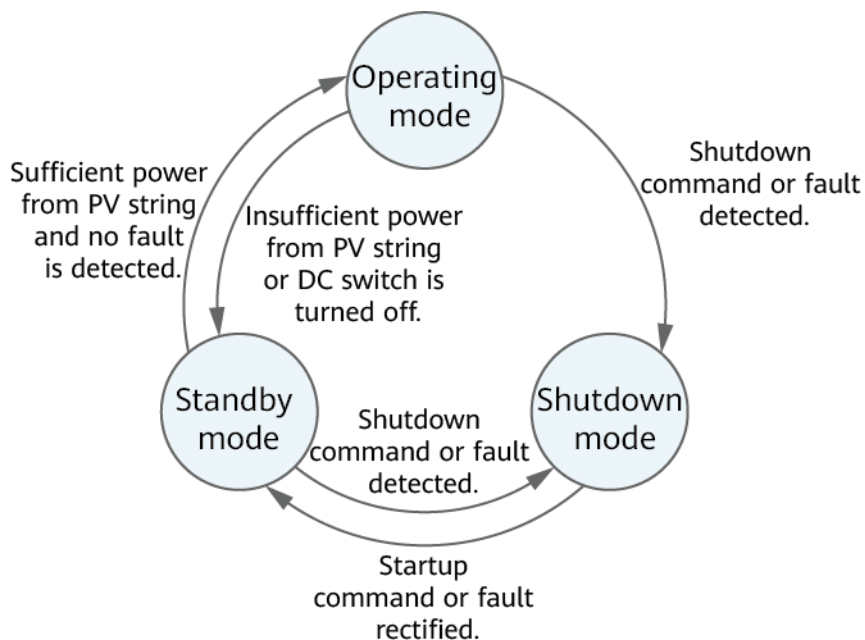 Operating
mode
Shutdown
command or fault
detected.
Sufficient power
from PV string
and no fault
is detected.
Insufficient power
from PV string
or DC switch is
turned off.
Standby
mode
Shutdown
command or fault
detected.
Shutdown
mode
Startup
command or fault
rectified.